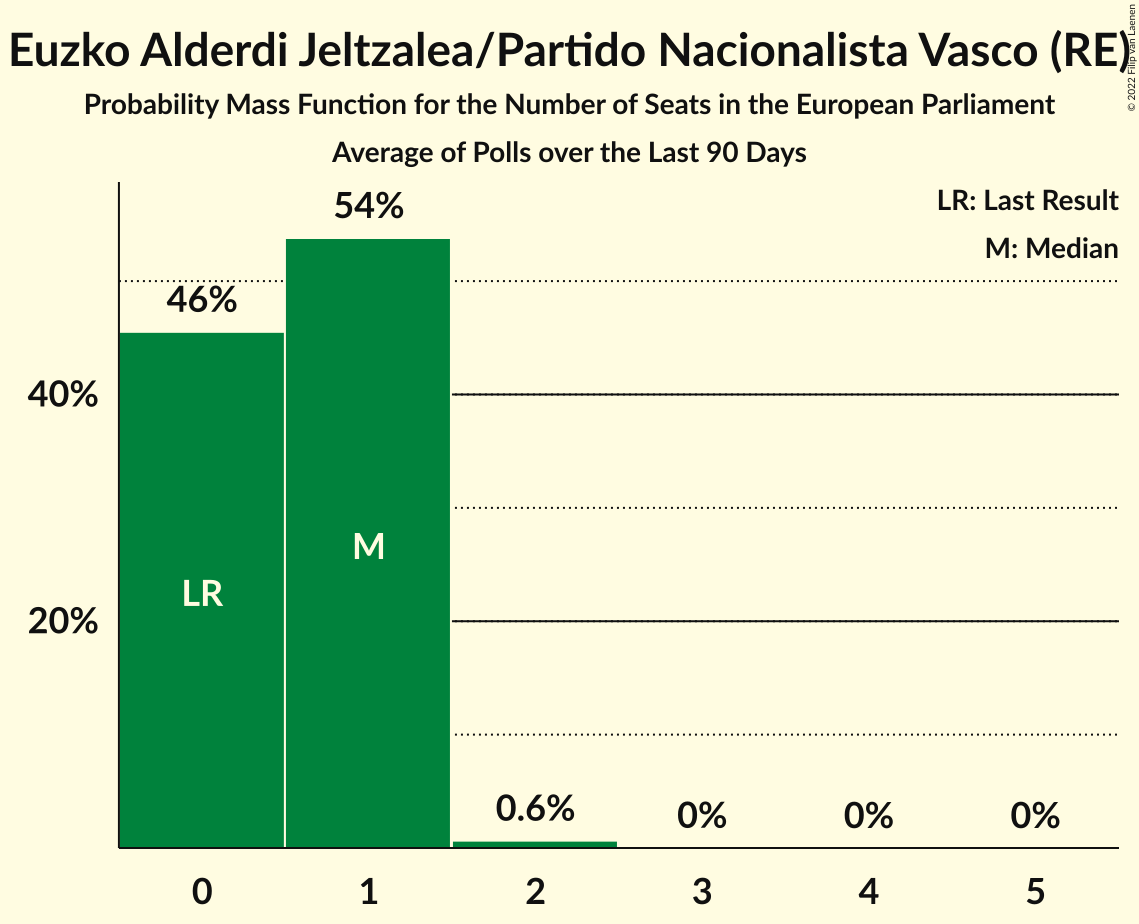 Euzko Alderdi Jeltzalea/Partido Nacionalista Vasco (RE)
Probability Mass Function for the Number of Seats in the European Parliament
Average of Polls over the Last 90 Days
© 2022 Filip van Laenen
LR: Last Result
M: Median
54%
46%
40%
M
LR
20%
0.6%
0%
0%
0%
0
1
2
3
4
5